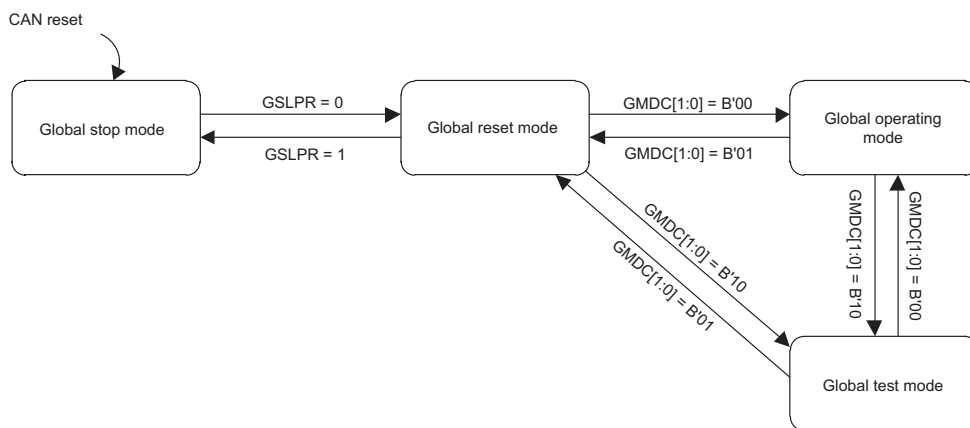 CAN reset
Global stop mode
GSLPR = 0
GSLPR = 1
Global reset mode
GMDC[1:0] = B'00
GMDC[1:0] = B'01
Global operating
mode
GMDC[1:0] = B'10
GMDC[1:0] = B'01
GMDC[1:0] = B'10
GMDC[1:0] = B'00
Global test mode